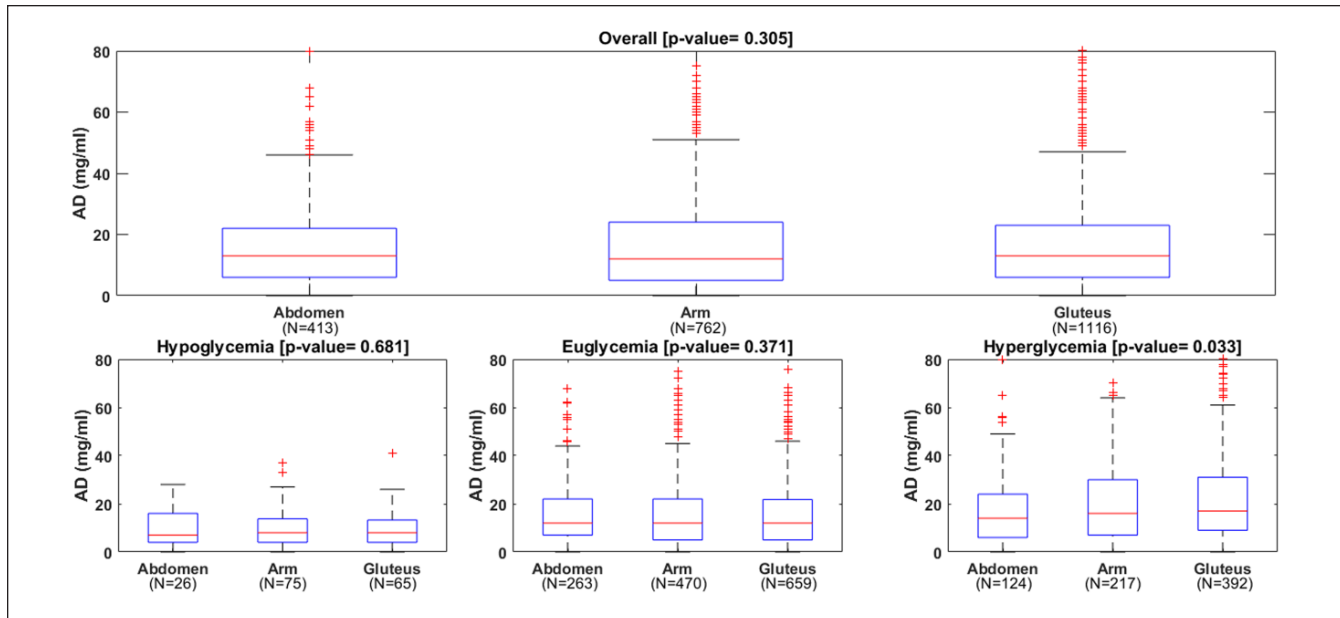 Overall [p-value= 0.305]
80
60
40
20
0
AD (mg/ml)
Abdomen Arm Gluteus
(N=413) (N=762) (N=1116)
Hypoglycemia [p-value= 0.681] Euglycemia [p-value= 0.371] Hyperglycemia [p-value= 0.033]
80 80 80
60 60 60
40 40 40
20 20 20
0 0 0
AD (mg/ml) AD (mg/ml) AD (mg/ml)
Abdomen Arm Gluteus Abdomen Arm Gluteus Abdomen Arm Gluteus
(N=26) (N=75) (N=65) (N=263) (N=470) (N=659) (N=124) (N=217) (N=392)